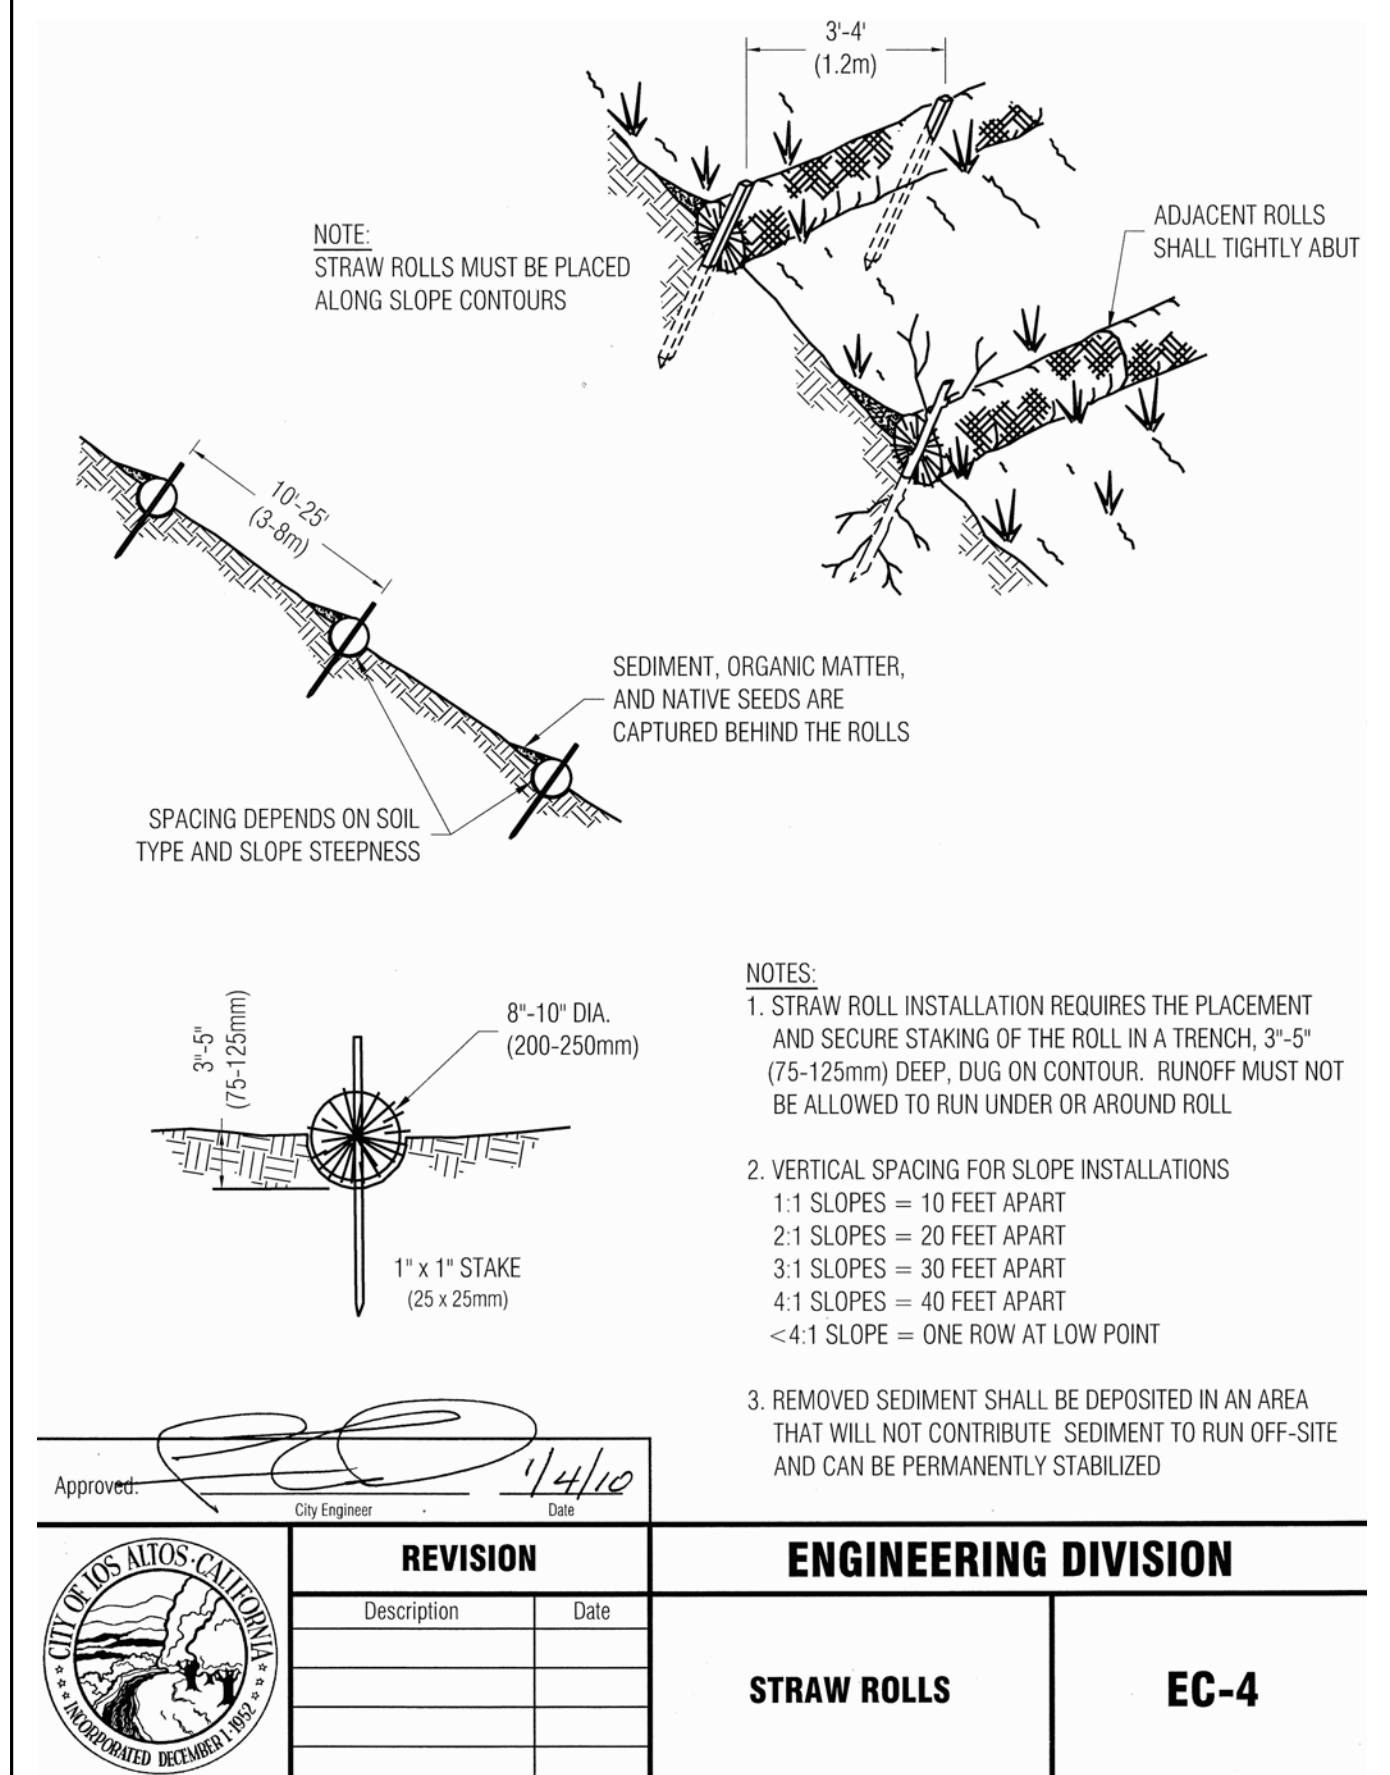 3'-4'
(1.2m)
ADJACENT ROLLS
SHALL TIGHTLY ABUT
NOTE:
STRAW ROLLS MUST BE PLACED
ALONG SLOPE CONTOURS
10'-25'
(3-8m)
SEDIMENT, ORGANIC MATTER,
AND NATIVE SEEDS ARE
CAPTURED BEHIND THE ROLLS
SPACING DEPENDS ON SOIL
TYPE AND SLOPE STEEPNESS
3"-5"
(75-125mm)
8"-10" DIA.
(200-250mm)
1" x 1" STAKE
(25 x 25mm)
NOTES:
1. STRAW ROLL INSTALLATION REQUIRES THE PLACEMENT
AND SECURE STAKING OF THE ROLL IN A TRENCH, 3"-5"
(75-125mm) DEEP, DUG ON CONTOUR. RUNOFF MUST NOT
BE ALLOWED TO RUN UNDER OR AROUND ROLL
2. VERTICAL SPACING FOR SLOPE INSTALLATIONS
1:1 SLOPES = 10 FEET APART
2:1 SLOPES = 20 FEET APART
3:1 SLOPES = 30 FEET APART
4:1 SLOPES = 40 FEET APART
<4:1 SLOPE = ONE ROW AT LOW POINT
3. REMOVED SEDIMENT SHALL BE DEPOSITED IN AN AREA
THAT WILL NOT CONTRIBUTE SEDIMENT TO RUN OFF-SITE
AND CAN BE PERMANENTLY STABILIZED
Approved:
1/4/10
City Engineer
Date
CITY OF LOS ALTOS · CALIFORNIA
INCORPORATED DECEMBER 1·1952
REVISION
Description
Date
ENGINEERING DIVISION
STRAW ROLLS
EC-4